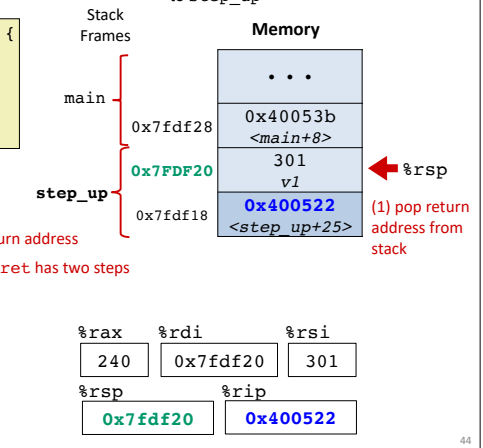 Stack
Frames
{
Memory
• • •
main
0x7fdf28
0x40053b
<main+8>
0x7FDF20
301
v1
%rsp
step_up
0x7fdf18
0x400522
<step_up+25>
(1) pop return
address from
stack
address
ret has two steps
%rax %rdi %rsi
240 0x7fdf20 301
%rsp %rip
0x7fdf20 0x400522
44